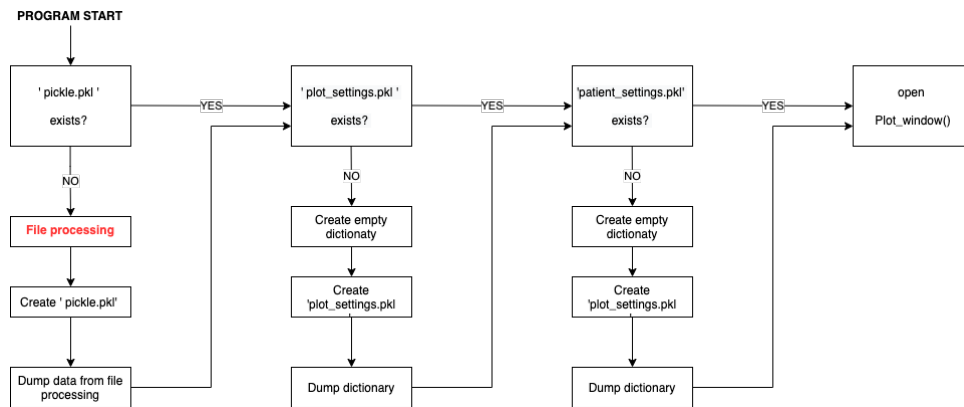 PROGRAM START
' pickle.pkl '
exists?
YES
' plot_settings.pkl '
exists?
YES
'patient_settings.pkl'
exists?
YES
open
Plot_window()
NO
NO
NO
File processing
Create ' pickle.pkl'
Dump data from file
processing
Create empty
dictionaty
Create
'plot_settings.pkl
'
Dump dictionary
Create empty
dictionaty
Create
'plot_settings.pkl
'
Dump dictionary